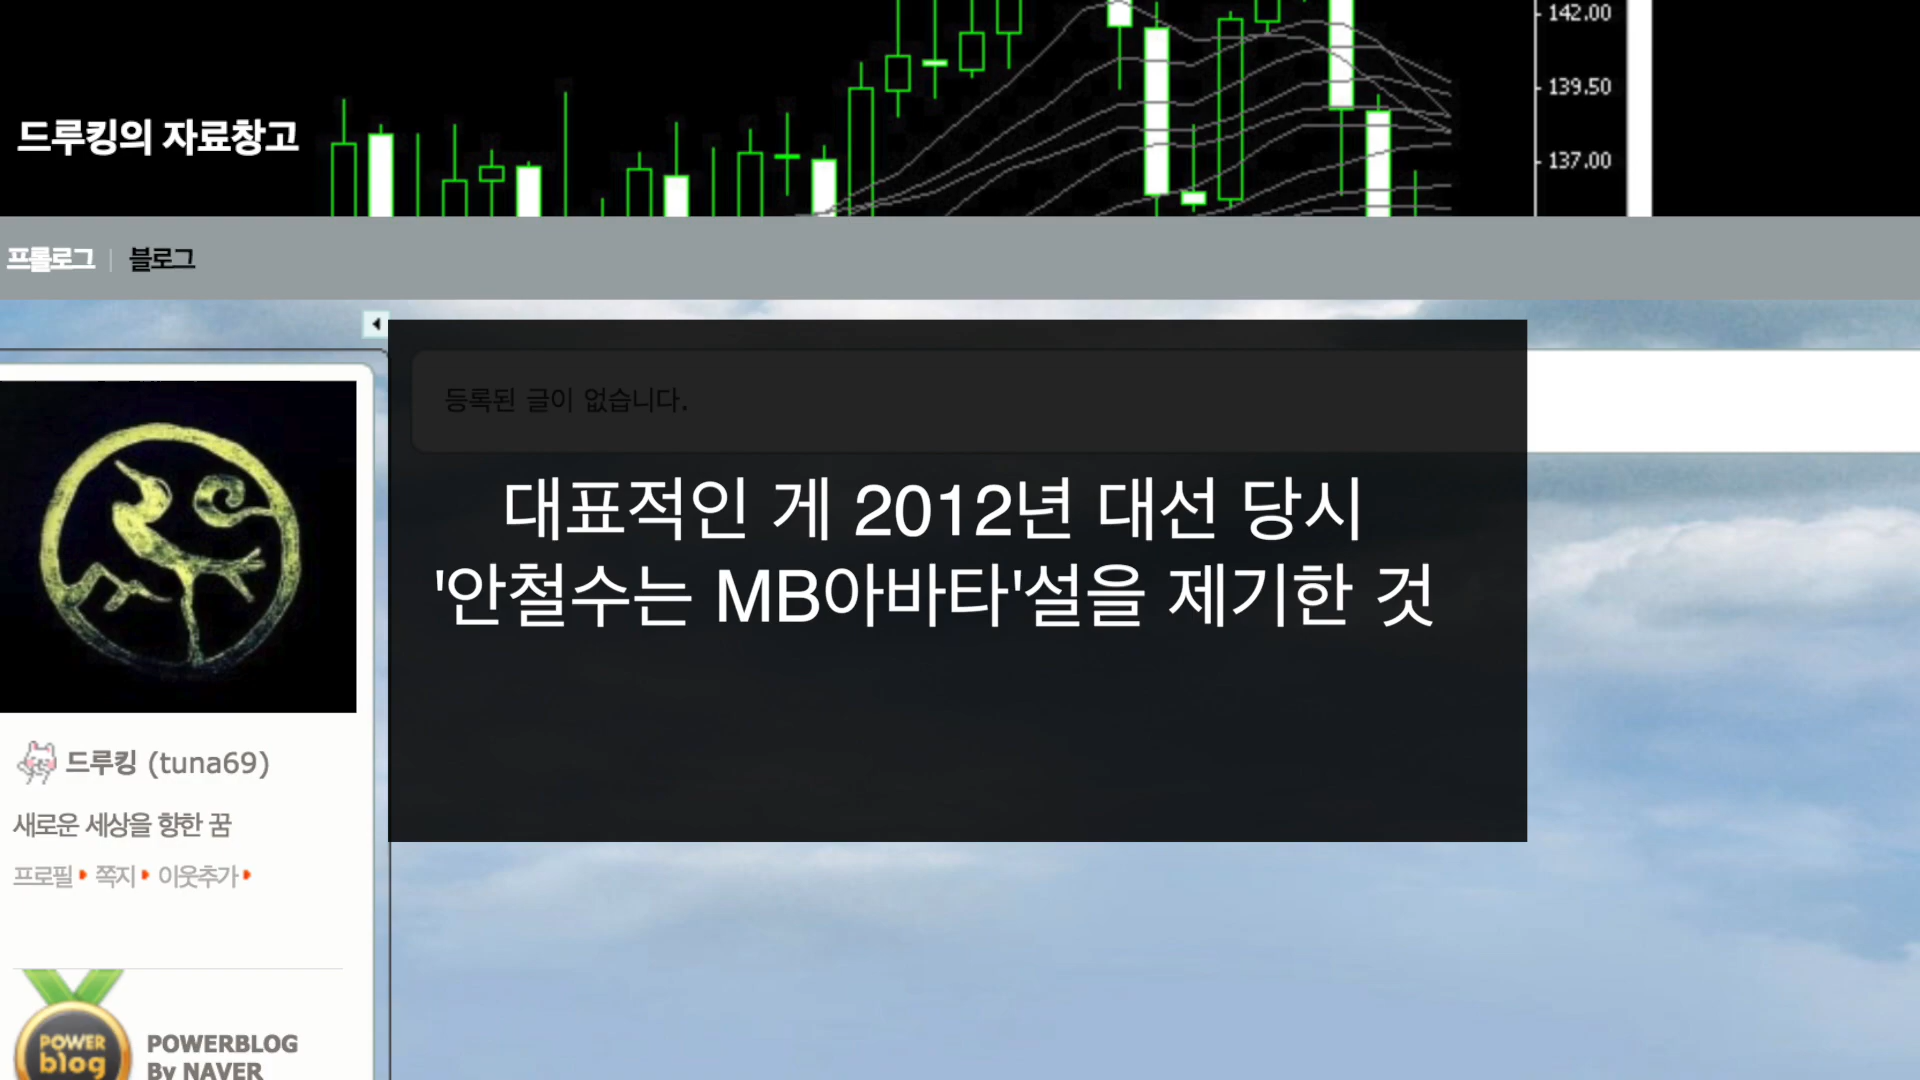 142.00
139.50
드루킹의 자료창고
137.00
프롤로그 | 블로그
등록된 글이 없습니다.
대표적인 게 2012년 대선 당시
'안철수는 MB아바타'설을 제기한 것
드루킹 (tuna69)
새로운 세상을 향한 꿈
프로필 쪽지 이웃추가
POWER
blog
POWERBLOG
By NAVER